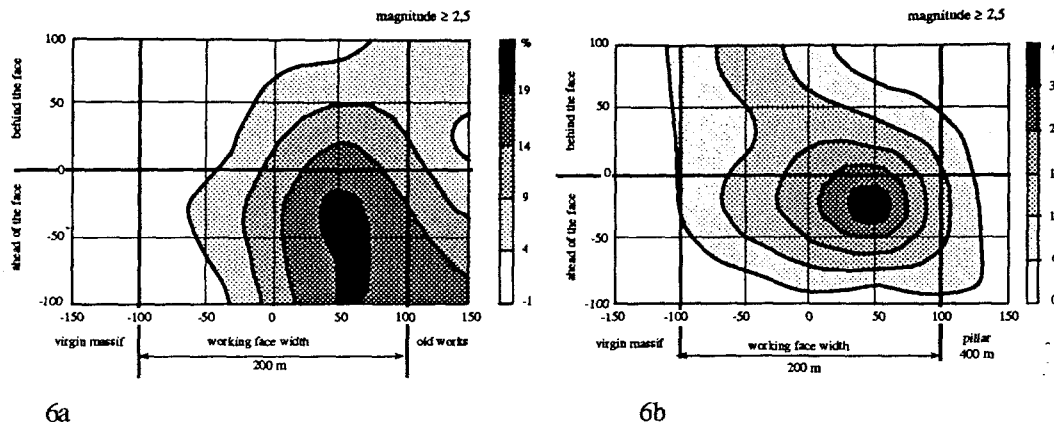 magnitude ≥ 2,5
100
50
0
-50
-100
behind the face
ahead of the face
-150
-100
-50
0
50
100
150
%
19
14
9
4
-1
virgin massif
working face width
old works
200 m
6a
magnitude ≥ 2,5
100
50
0
-50
-100
behind the face
ahead of the face
-150
-100
-50
0
50
100
150
virgin massif
working face width
pillar
400 m
200 m
6b